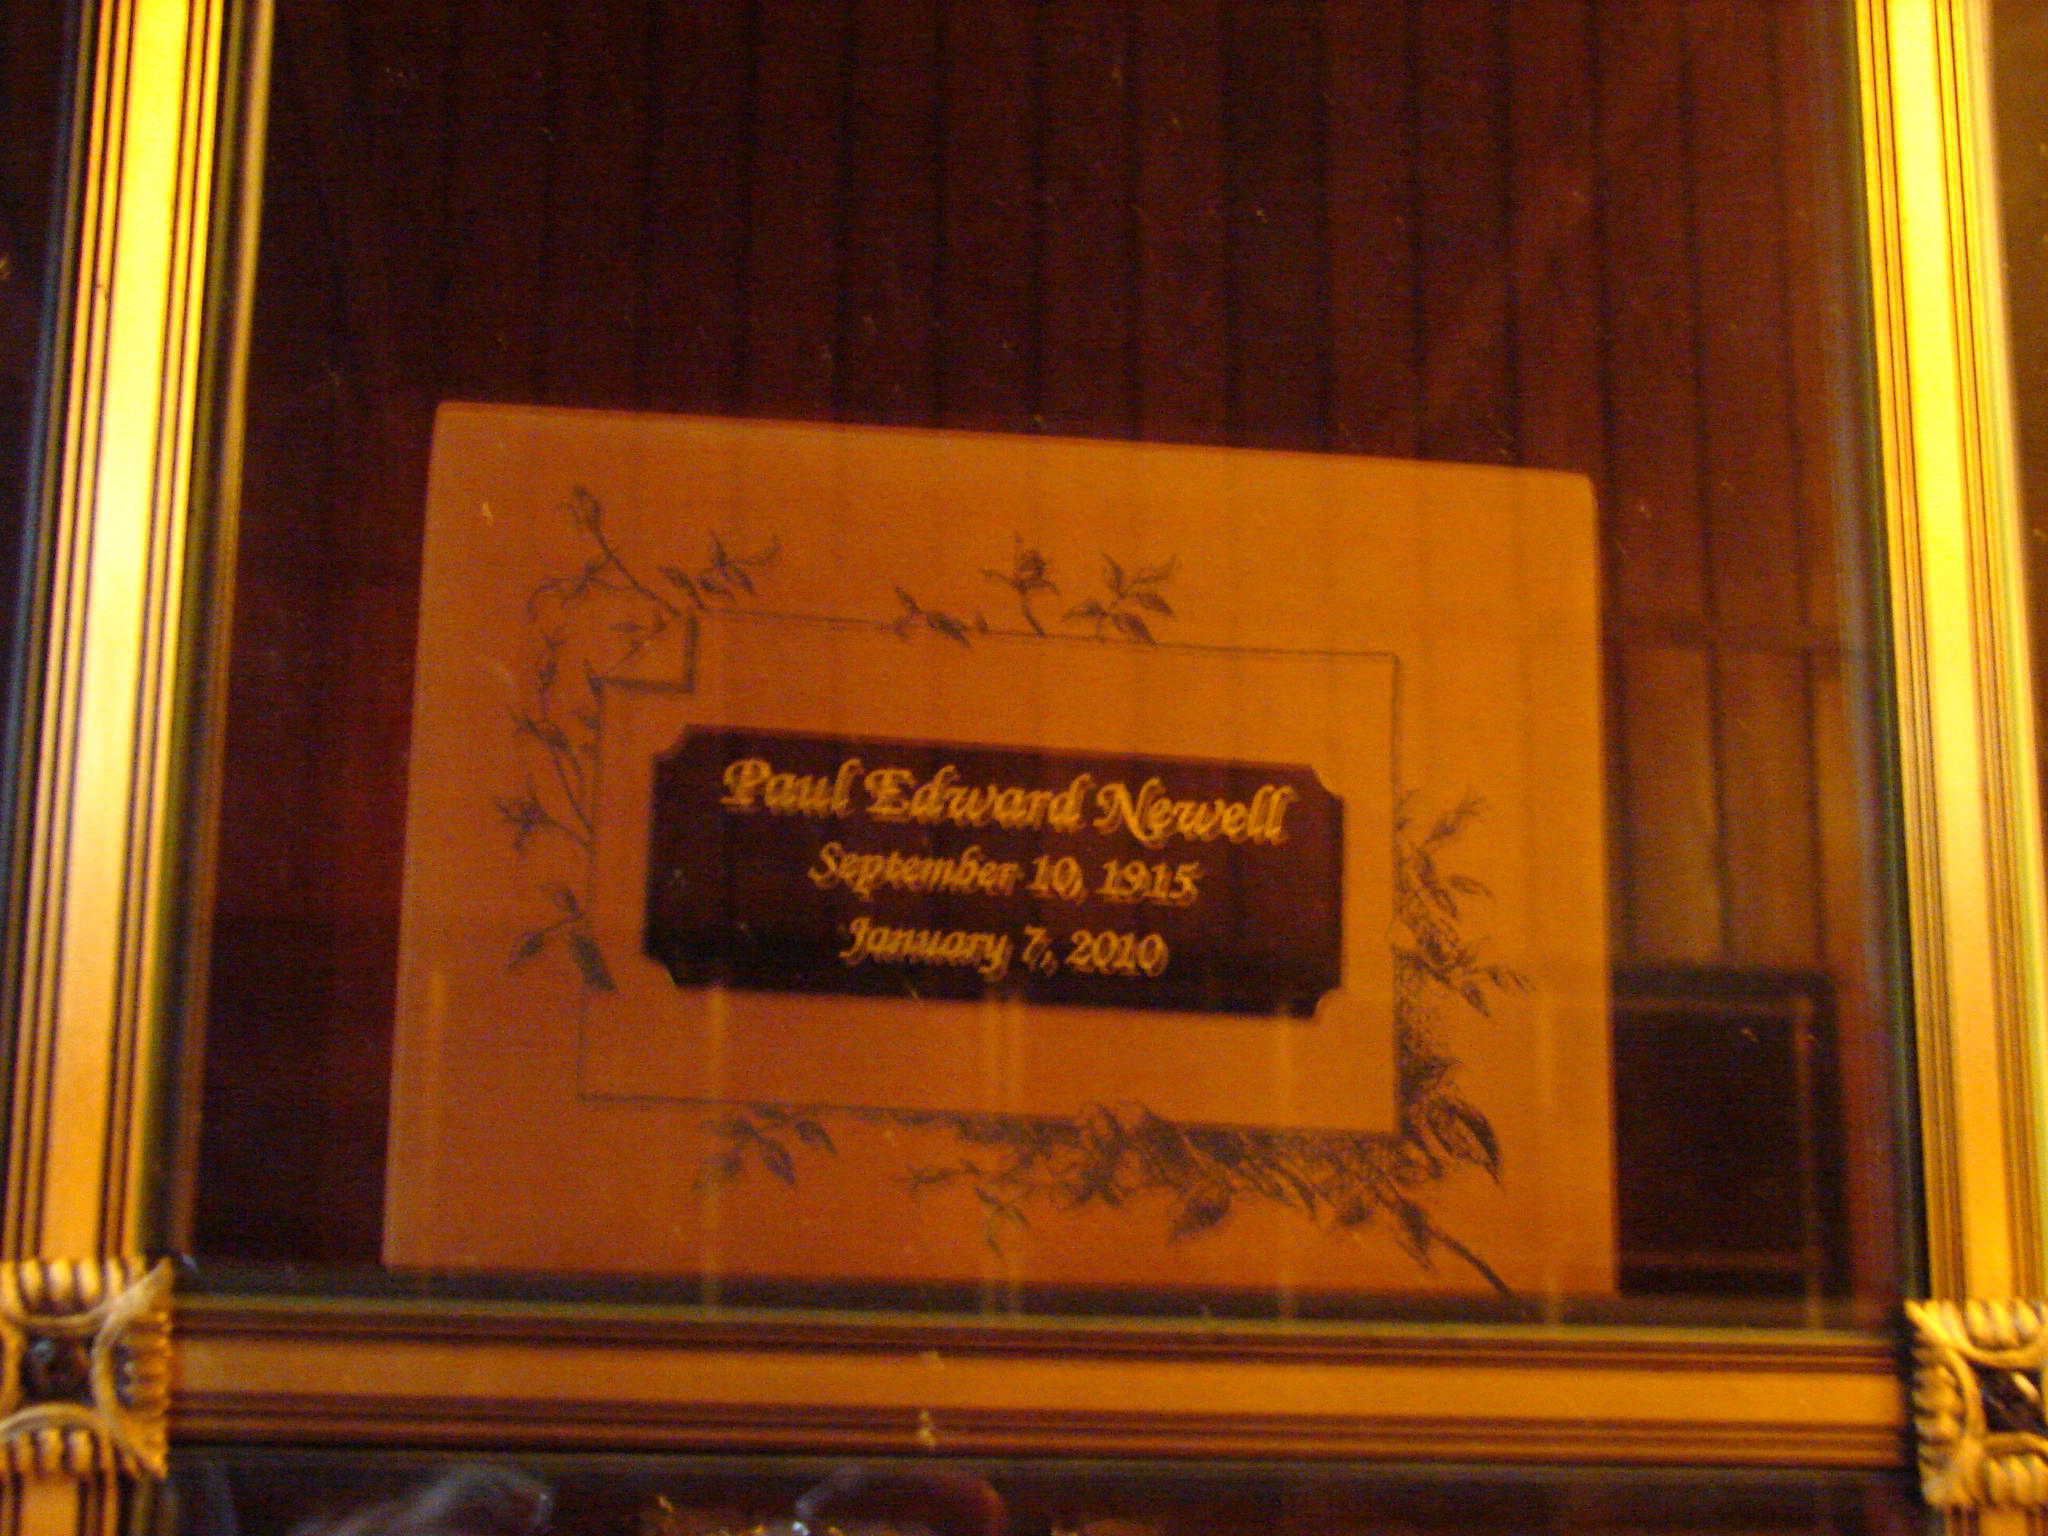 Paul Edward Newell
September 10, 1915
January 7, 2010